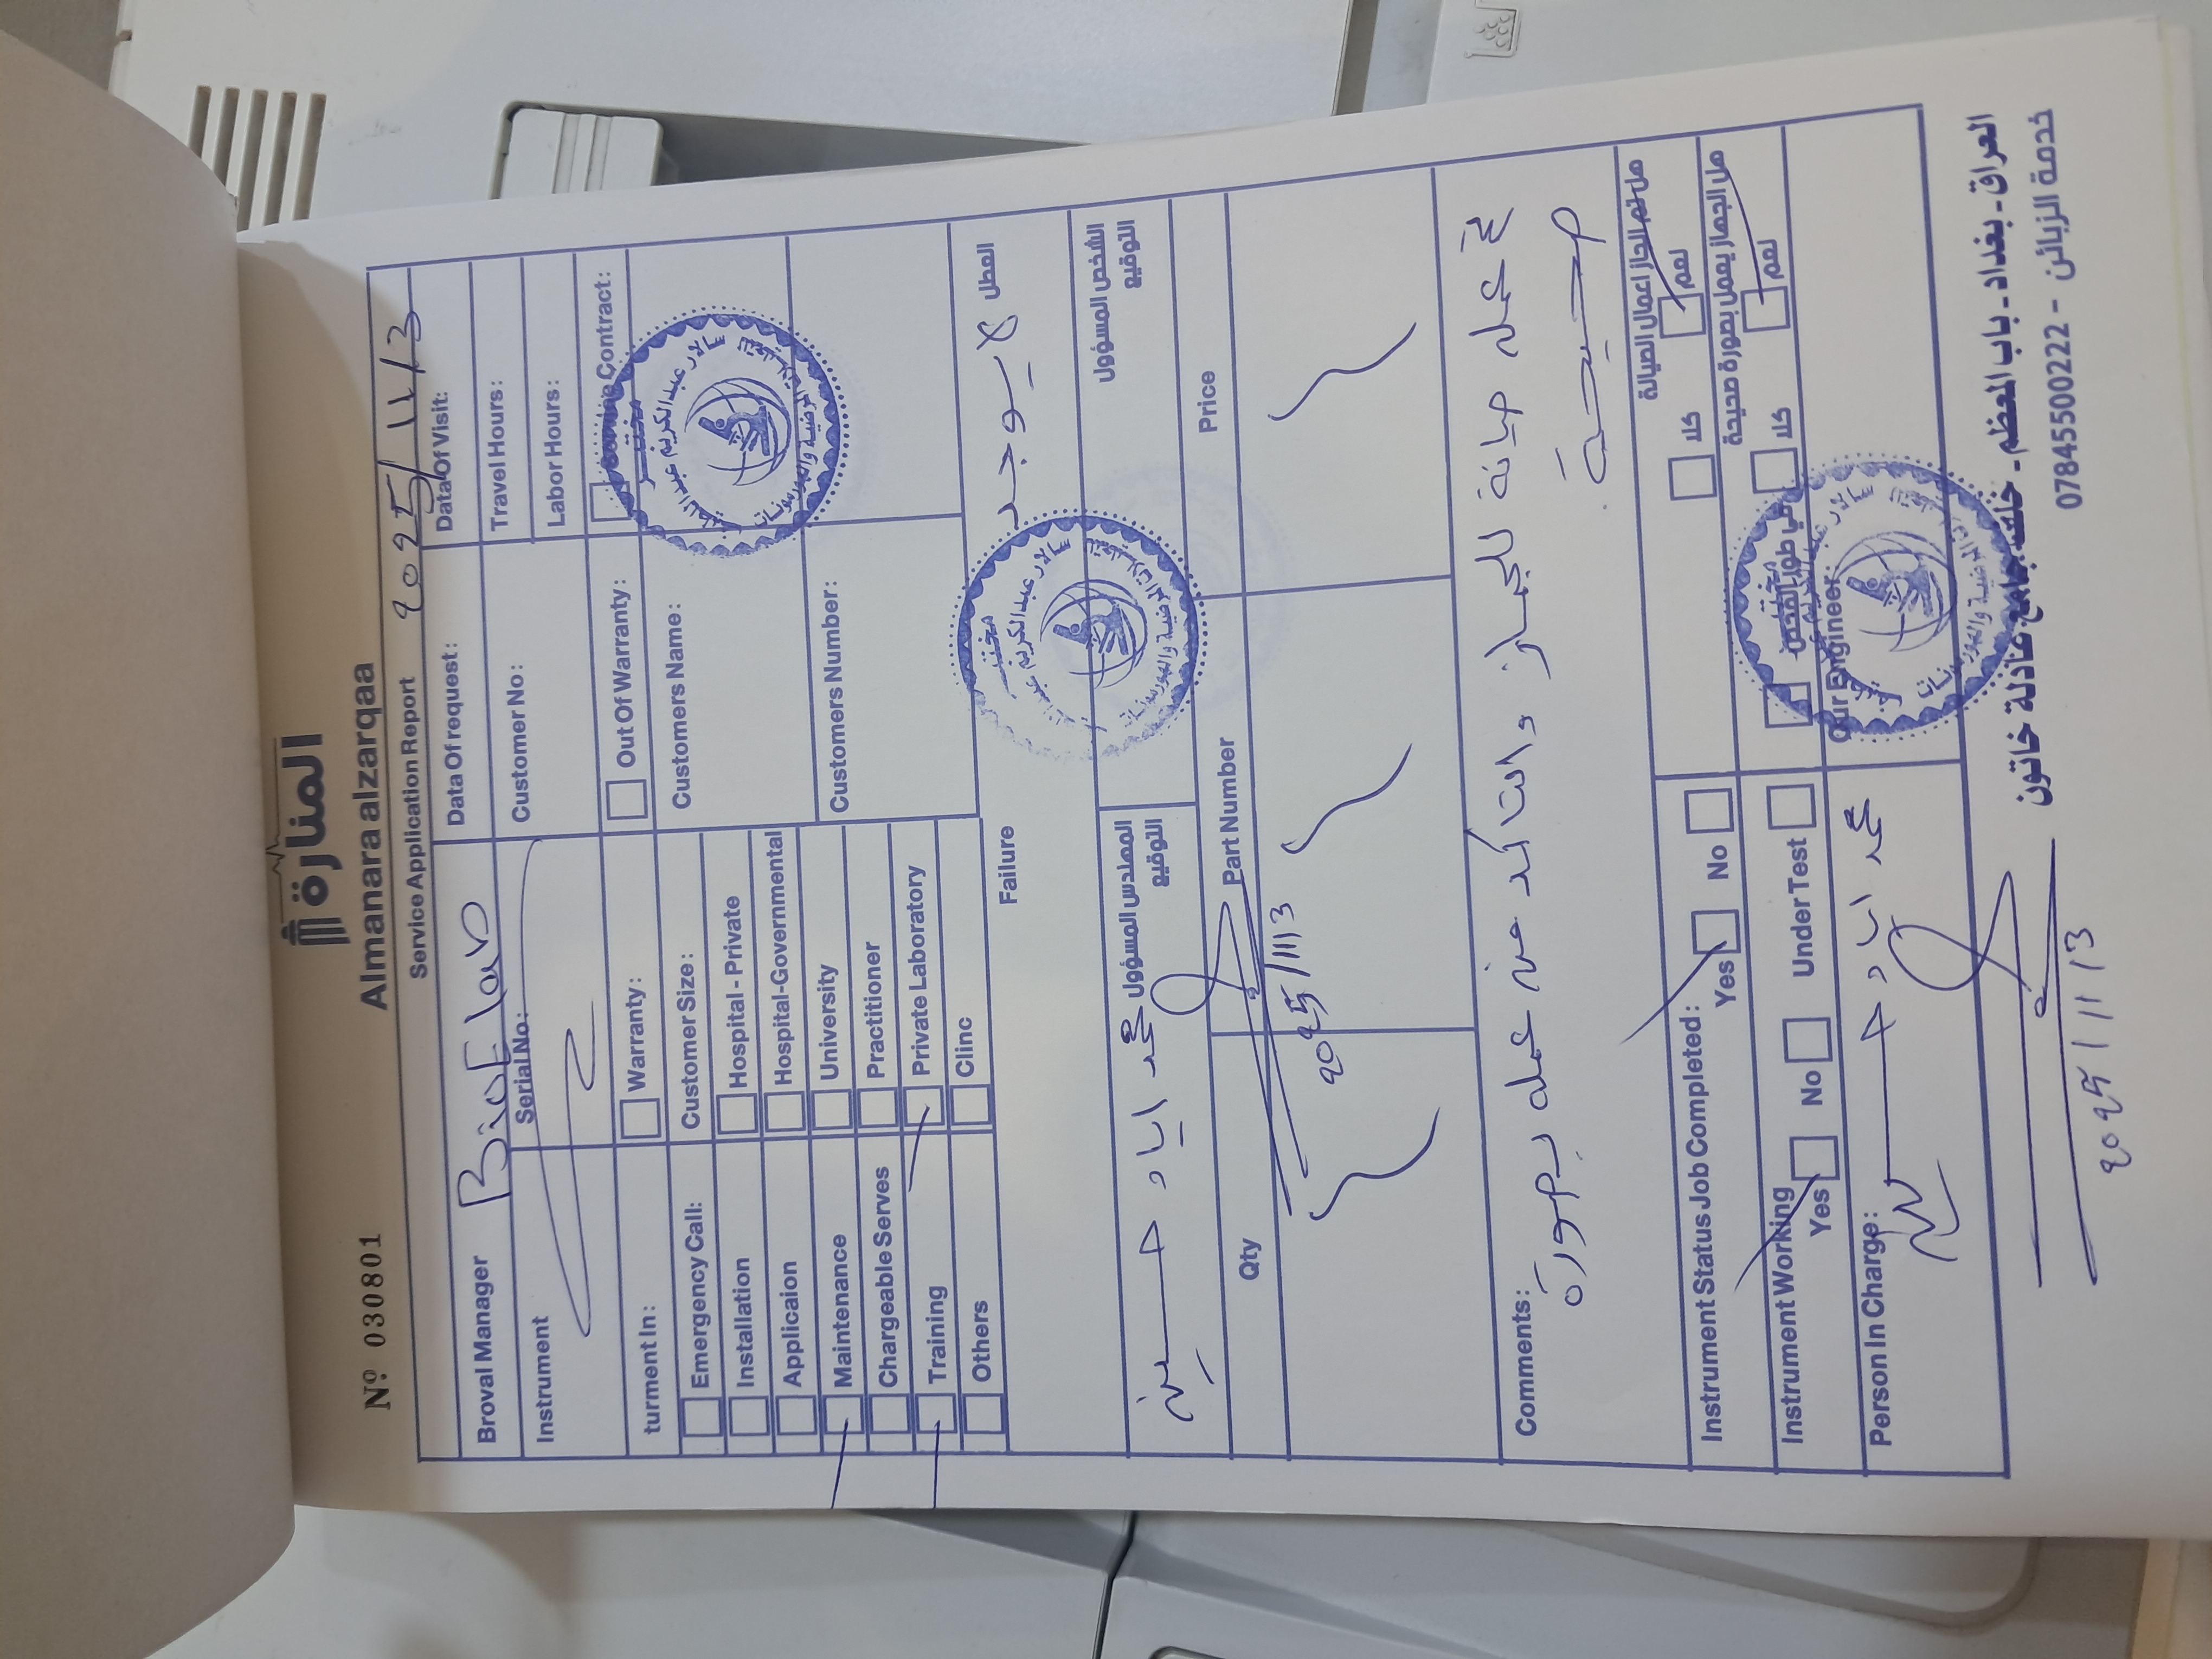 المنارة
Nº 030801
Almanara alzarqaa
Service Application Report
2025/11/3
Broval Manager
Data Of request:
Data Of Visit:
Instrument
Serial No:
Customer No:
Travel Hours:
Labor Hours:
turment In:
Warranty:
Out Of Warranty:
Contract:
Emergency Call:
Customer Size:
Customers Name:
Installation
Hospital - Private
Applicaion
Hospital-Governmental
Maintenance
University
Customers Number:
Chargeable Serves
Practitioner
Training
Private Laboratory
Others
Clinc
Failure
لا يوجد
العطل
المهندس المسؤول
التوقيع
الشخص المسؤول
التوقيع
محمد اياد حسين
Qty
Part Number
Price
2025/11/3
Comments:
تم عمل صيانة للجهاز والتأكد من عمله بصورة
صحيحة
Instrument Status Job Completed:
Yes
No
هل تم انجاز اعمال الصيانة
نعم
كلا
Instrument Working
Yes
No
Under Test
هل الجهاز يعمل بصورة صحيحة
نعم
كلا
في طور الفحص
Person In Charge:
محمد اياد حسين
Our Engineer
العراق - بغداد - باب المعظم - خلف جامع عادلة خاتون
خدمة الزبائن - 07845500222
2025/11/3